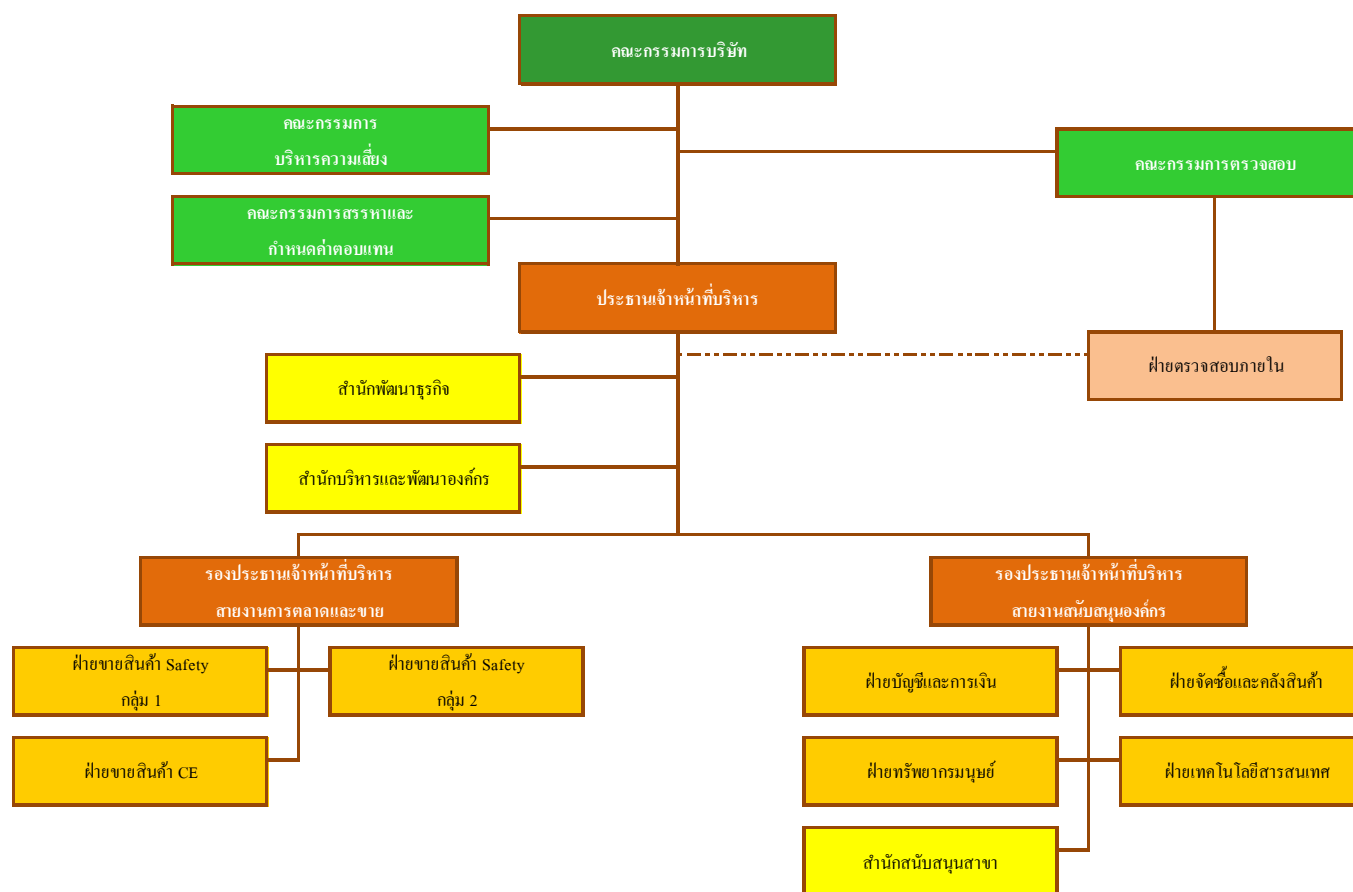 คณะกรรมการบริษัท
คณะกรรมการ
บริหารความเสี่ยง
คณะกรรมการตรวจสอบ
คณะกรรมการสรรหาและ
กำหนดค่าตอบแทน
ประธานเจ้าหน้าที่บริหาร
ฝ่ายตรวจสอบภายใน
สำนักพัฒนาธุรกิจ
สำนักบริหารและพัฒนาองค์กร
รองประธานเจ้าหน้าที่บริหาร
สายงานการตลาดและขาย
รองประธานเจ้าหน้าที่บริหาร
สายงานสนับสนุนองค์กร
ฝ่ายขายสินค้า Safety
กลุ่ม 1
ฝ่ายขายสินค้า Safety
กลุ่ม 2
ฝ่ายบัญชีและการเงิน
ฝ่ายจัดซื้อและคลังสินค้า
ฝ่ายขายสินค้า CE
ฝ่ายทรัพยากรมนุษย์
ฝ่ายเทคโนโลยีสารสนเทศ
สำนักสนับสนุนสาขา